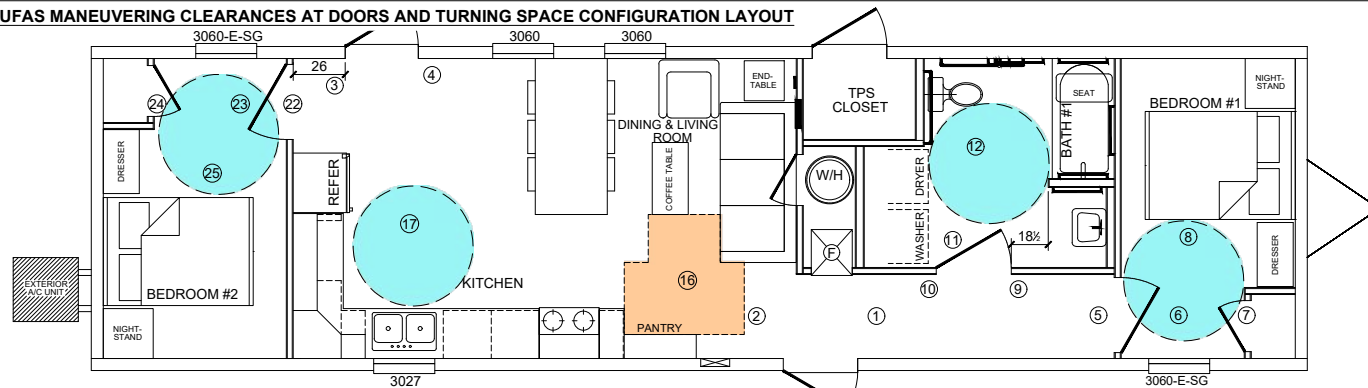 UFAS MANEUVERING CLEARANCES AT DOORS AND TURNING SPACE CONFIGURATION LAYOUT
3060-E-SG
3060
3060
26
3
4
24
23
22
25
DRESSER
BEDROOM #2
NIGHT-
STAND
EXTERIOR
A/C UNIT
REFER
17
KITCHEN
3027
DINING & LIVING
ROOM
COFFEE TABLE
END-
TABLE
16
PANTRY
2
TPS
CLOSET
W/H
F
DRYER
WASHER
12
11
18½
10
9
1
BATH #1
SEAT
BEDROOM #1
NIGHT-
STAND
DRESSER
8
5
6
7
3060-E-SG